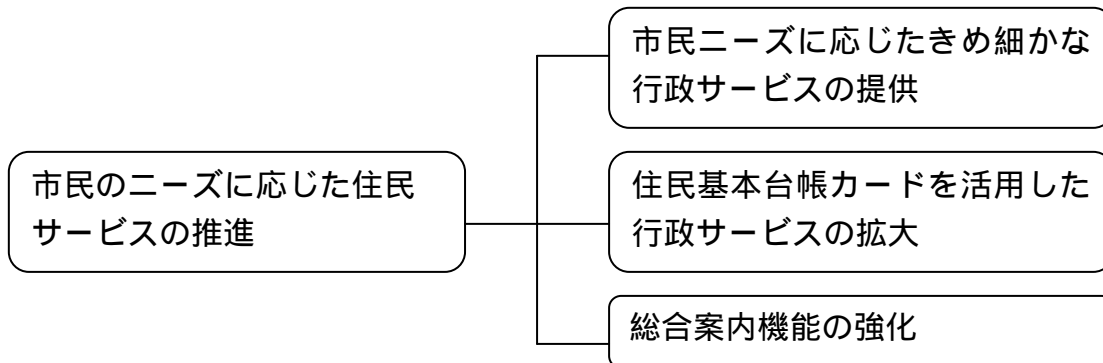 市民のニーズに応じた住民
サービスの推進
市民ニーズに応じたきめ細かな
行政サービスの提供
住民基本台帳カードを活用した
行政サービスの拡大
総合案内機能の強化